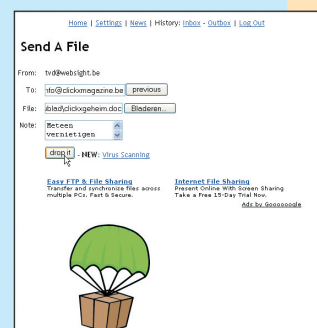 Home | Settings | News | History: Inbox - Outbox | Log Out
Send A File
From: tvd@websight.be
To: nfo@clickxmagazine.be previous
File: iblad\clickxgeheim.doc Bladeren...
Note: Meteen
vernietigen
drop it - NEW: Virus Scanning
Easy FTP & File Sharing
Transfer and synchronize files across
multiple PCs. Fast & Secure.
Internet File Sharing
Present Online With Screen Sharing
Take a Free 15-Day Trial Now.
Ads by Goooooogle